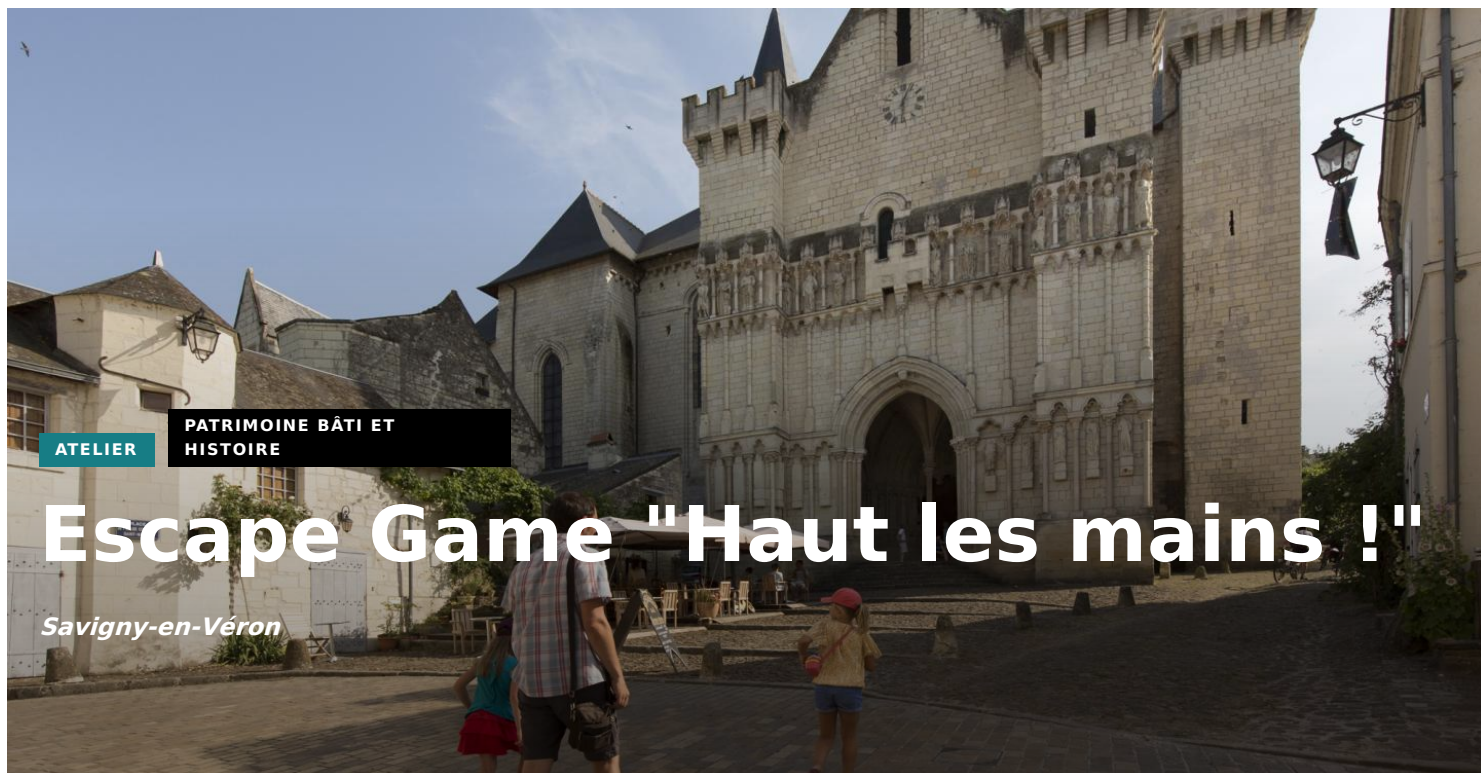 ATELIER
PATRIMOINE BÂTI ET
HISTOIRE
Escape Game "Haut les mains !"
Savigny-en-Véron